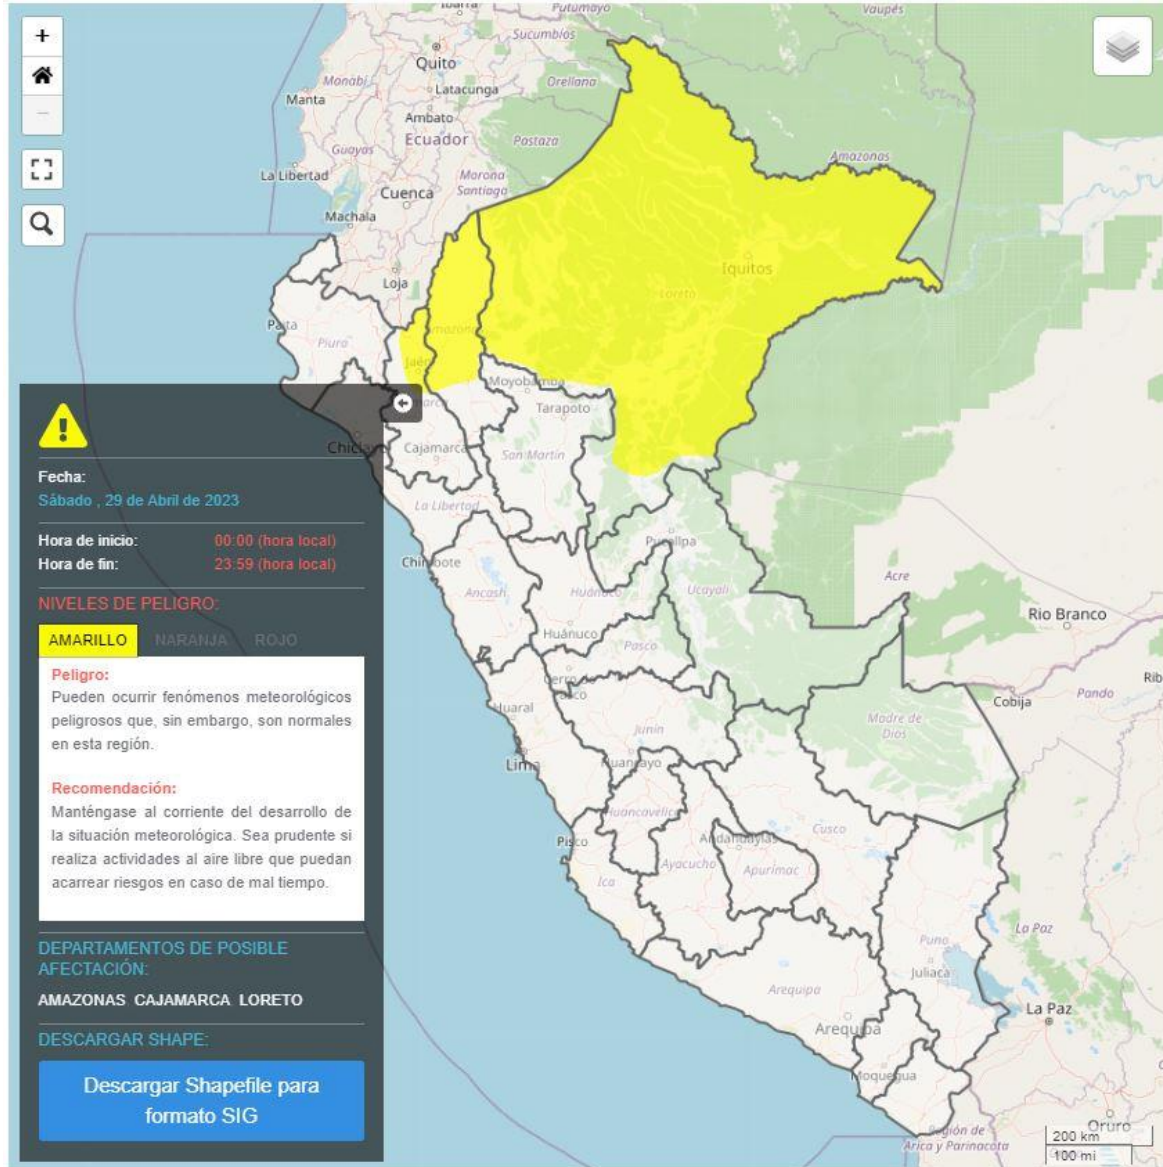 Ibarra
Putumayo
Vaupés
Sucumbíos
Quito
Orellana
Manabí
Latacunga
Manta
Ambato
Ecuador
Pastaza
Guayas
Amazonas
La Libertad
Morona
Santiago
Cuenca
Machala
Iquitos
Loja
Loreto
Piura
Amazonas
Jaén
Moyobamba
Tarapoto
Cajamarca
San Martín
La Libertad
Pucallpa
Ancash
Huánuco
Ucayali
Acre
Rio Branco
Huánuco
Pasco
Cerro de
Pasco
Pando
Cobija
Huaral
Madre de
Dios
Junín
Lima
Huancayo
Huancavelica
Cusco
Pisco
Andahuaylas
Ayacucho
Apurímac
Ica
La Paz
Puno
Juliaca
Arequipa
La Paz
Arequipa
Moquegua
Oruro
Región de
Arica y Parinacota
200 km
100 mi
Fecha:
Sábado , 29 de Abril de 2023
Hora de inicio: 00:00 (hora local)
Hora de fin: 23:59 (hora local)
NIVELES DE PELIGRO:
AMARILLO NARANJA ROJO
Peligro:
Pueden ocurrir fenómenos meteorológicos
peligrosos que, sin embargo, son normales
en esta región.
Recomendación:
Manténgase al corriente del desarrollo de
la situación meteorológica. Sea prudente si
realiza actividades al aire libre que puedan
acarrear riesgos en caso de mal tiempo.
DEPARTAMENTOS DE POSIBLE
AFECTACIÓN:
AMAZONAS CAJAMARCA LORETO
DESCARGAR SHAPE:
Descargar Shapefile para
formato SIG